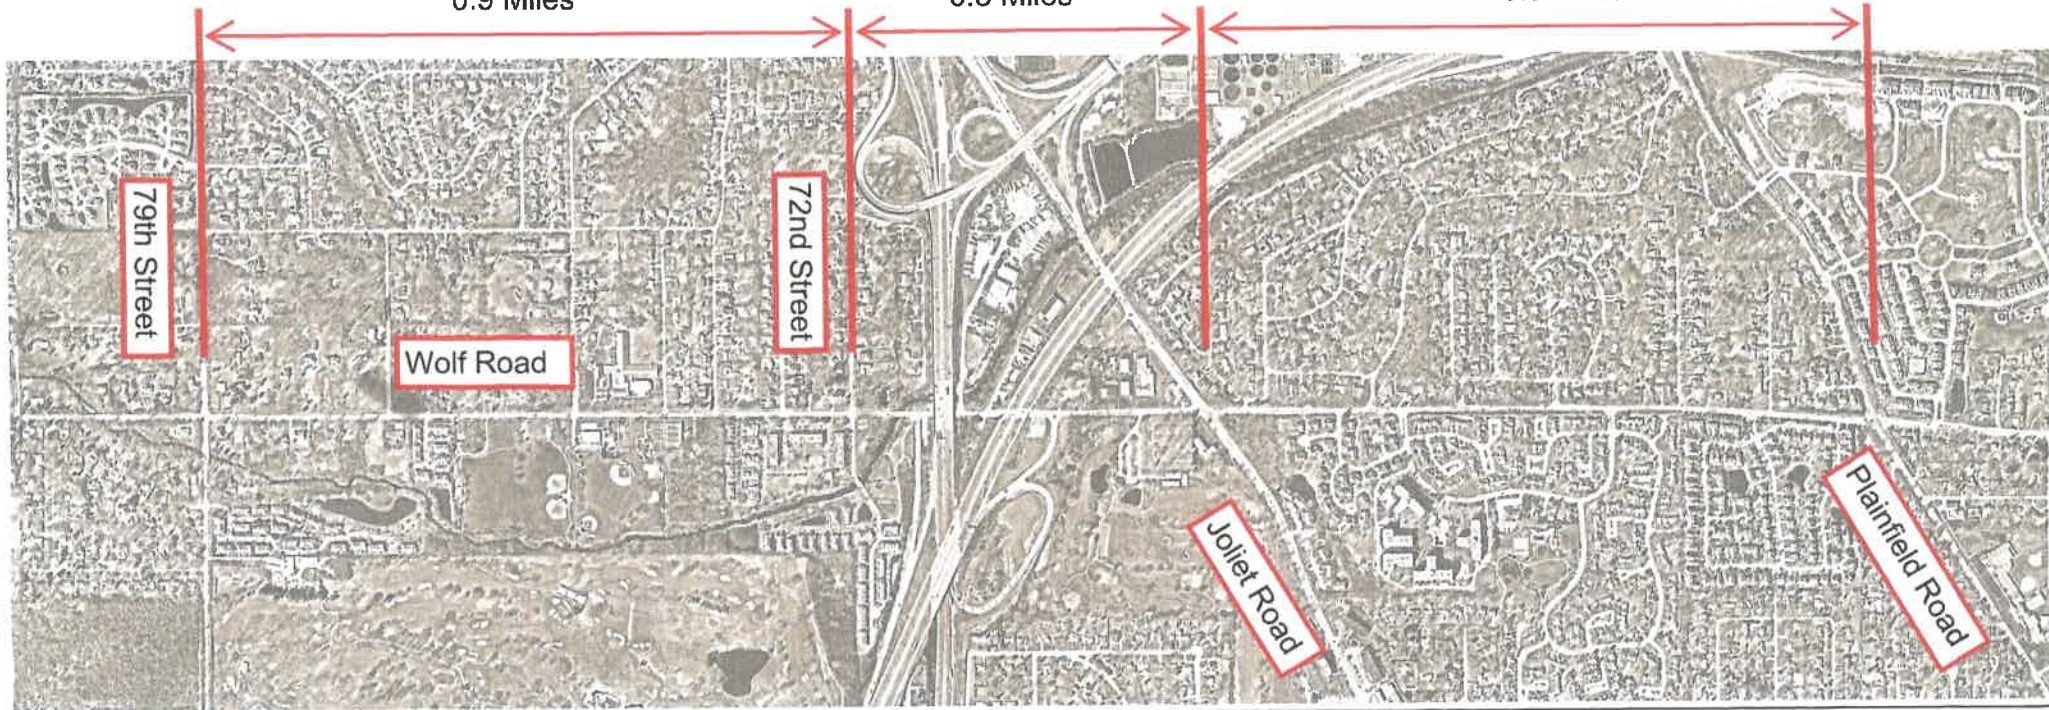 0.9 Miles
79th Street
72nd Street
Wolf Road
Joliet Road
Plainfield Road